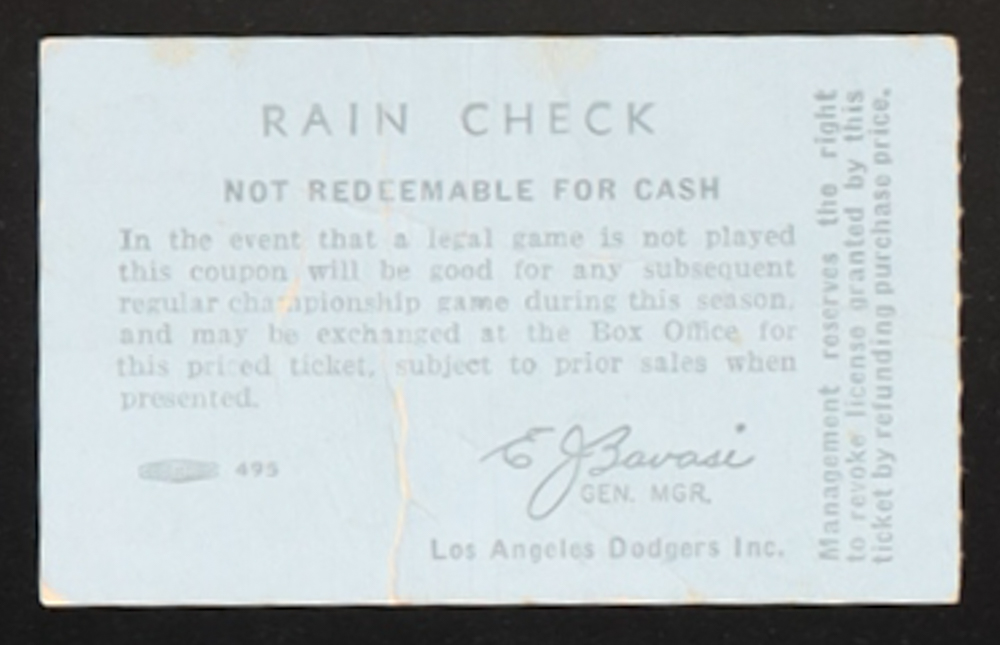 RAIN CHECK
NOT REDEEMABLE FOR CASH
In the event that a legal game is not played
this coupon will be good for any subsequent
regular championship game during this season,
and may be exchanged at the Box Office for
this priced ticket, subject to prior sales when
presented.
495
E J Bavasi
GEN. MGR.
Los Angeles Dodgers Inc.
Management reserves the right
to revoke license granted by this
ticket by refunding purchase price.